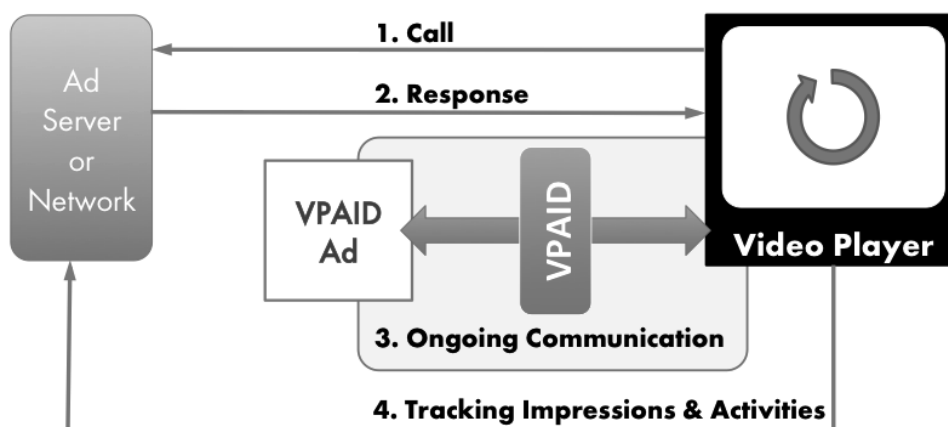 1. Call
2. Response
Ad
Server
or
Network
VPAID
Ad
VPAID
Video Player
3. Ongoing Communication
4. Tracking Impressions & Activities